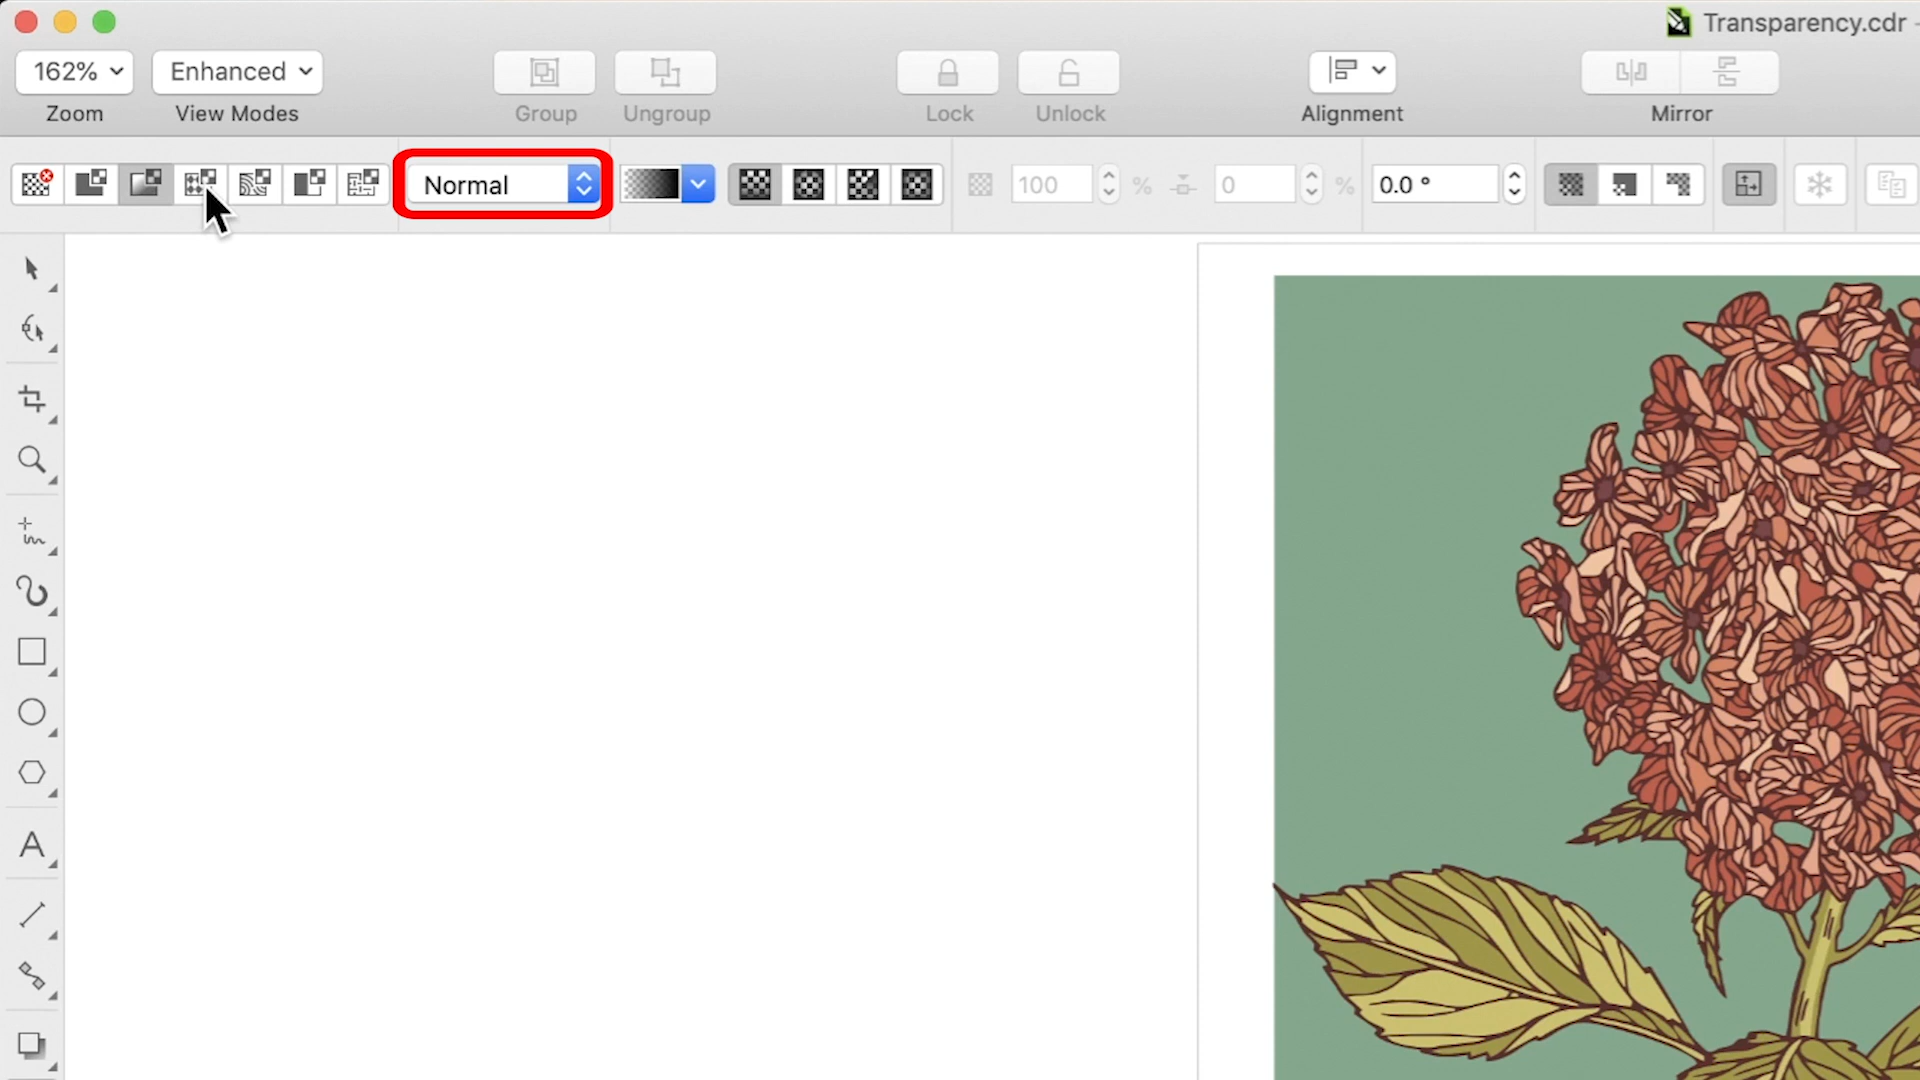 Transparency.cdr -
162%
Enhanced
Zoom
View Modes
Group
Ungroup
Lock
Unlock
Alignment
Mirror
Normal
100
%
0
%
0.0 °
A